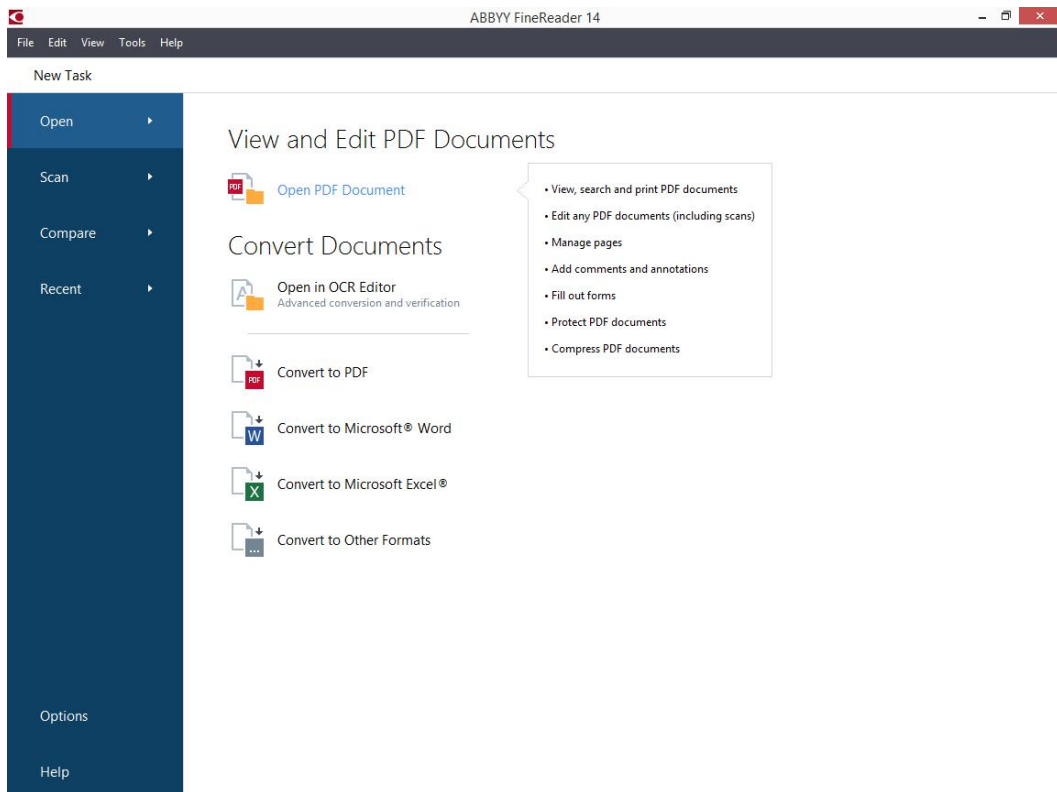 ABBYY FineReader 14
File Edit View Tools Help
New Task
Open
Scan
Compare
Recent
Options
Help
View and Edit PDF Documents
PDF
Open PDF Document
• View, search and print PDF documents
• Edit any PDF documents (including scans)
• Manage pages
• Add comments and annotations
• Fill out forms
• Protect PDF documents
• Compress PDF documents
Convert Documents
A
Open in OCR Editor
Advanced conversion and verification
PDF
Convert to PDF
W
Convert to Microsoft® Word
X
Convert to Microsoft Excel®
...
Convert to Other Formats